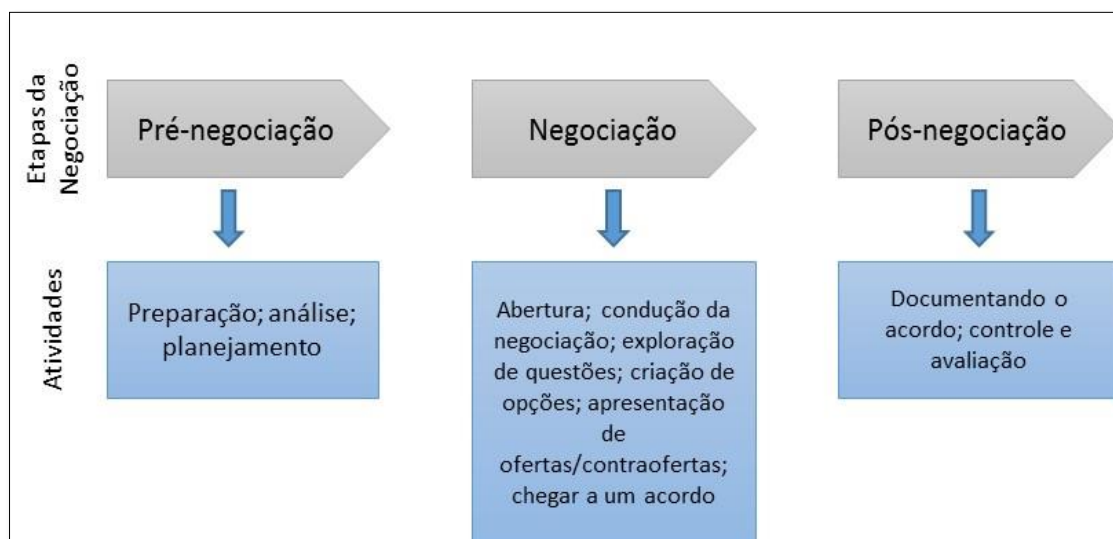 Etapas da
Negociação
Pré-negociação
Negociação
Pós-negociação
Atividades
Preparação; análise;
planejamento
Abertura; condução da
negociação; exploração
de questões; criação de
opções; apresentação
de
ofertas/contraofertas;
chegar a um acordo
Documentando o
acordo; controle e
avaliação